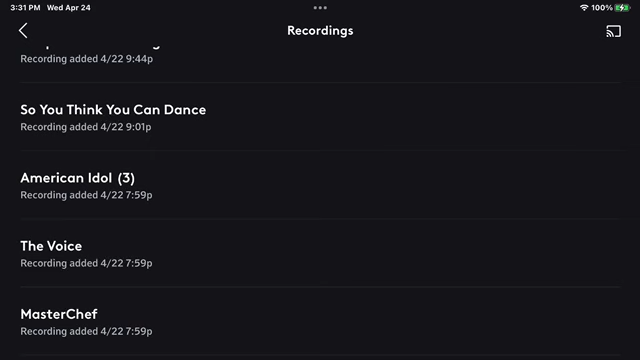 3:31 PM Wed Apr 24
100%
Recordings
Recording added 4/22 9:44p
So You Think You Can Dance
Recording added 4/22 9:01p
American Idol (3)
Recording added 4/22 7:59p
The Voice
Recording added 4/22 7:59p
MasterChef
Recording added 4/22 7:59p